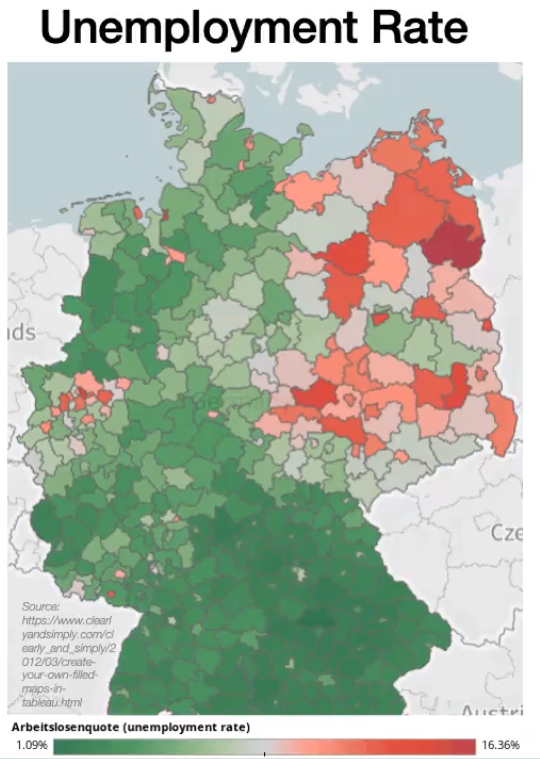 Unemployment Rate
ds
Germany
Cze
Source:
https://www.clearl
yandsimply.com/cl
early_and_simply/2
012/03/create-
your-own-filled-
maps-in-
tableau.html
Austri
Arbeitslosenquote (unemployment rate)
1.09%
16.36%